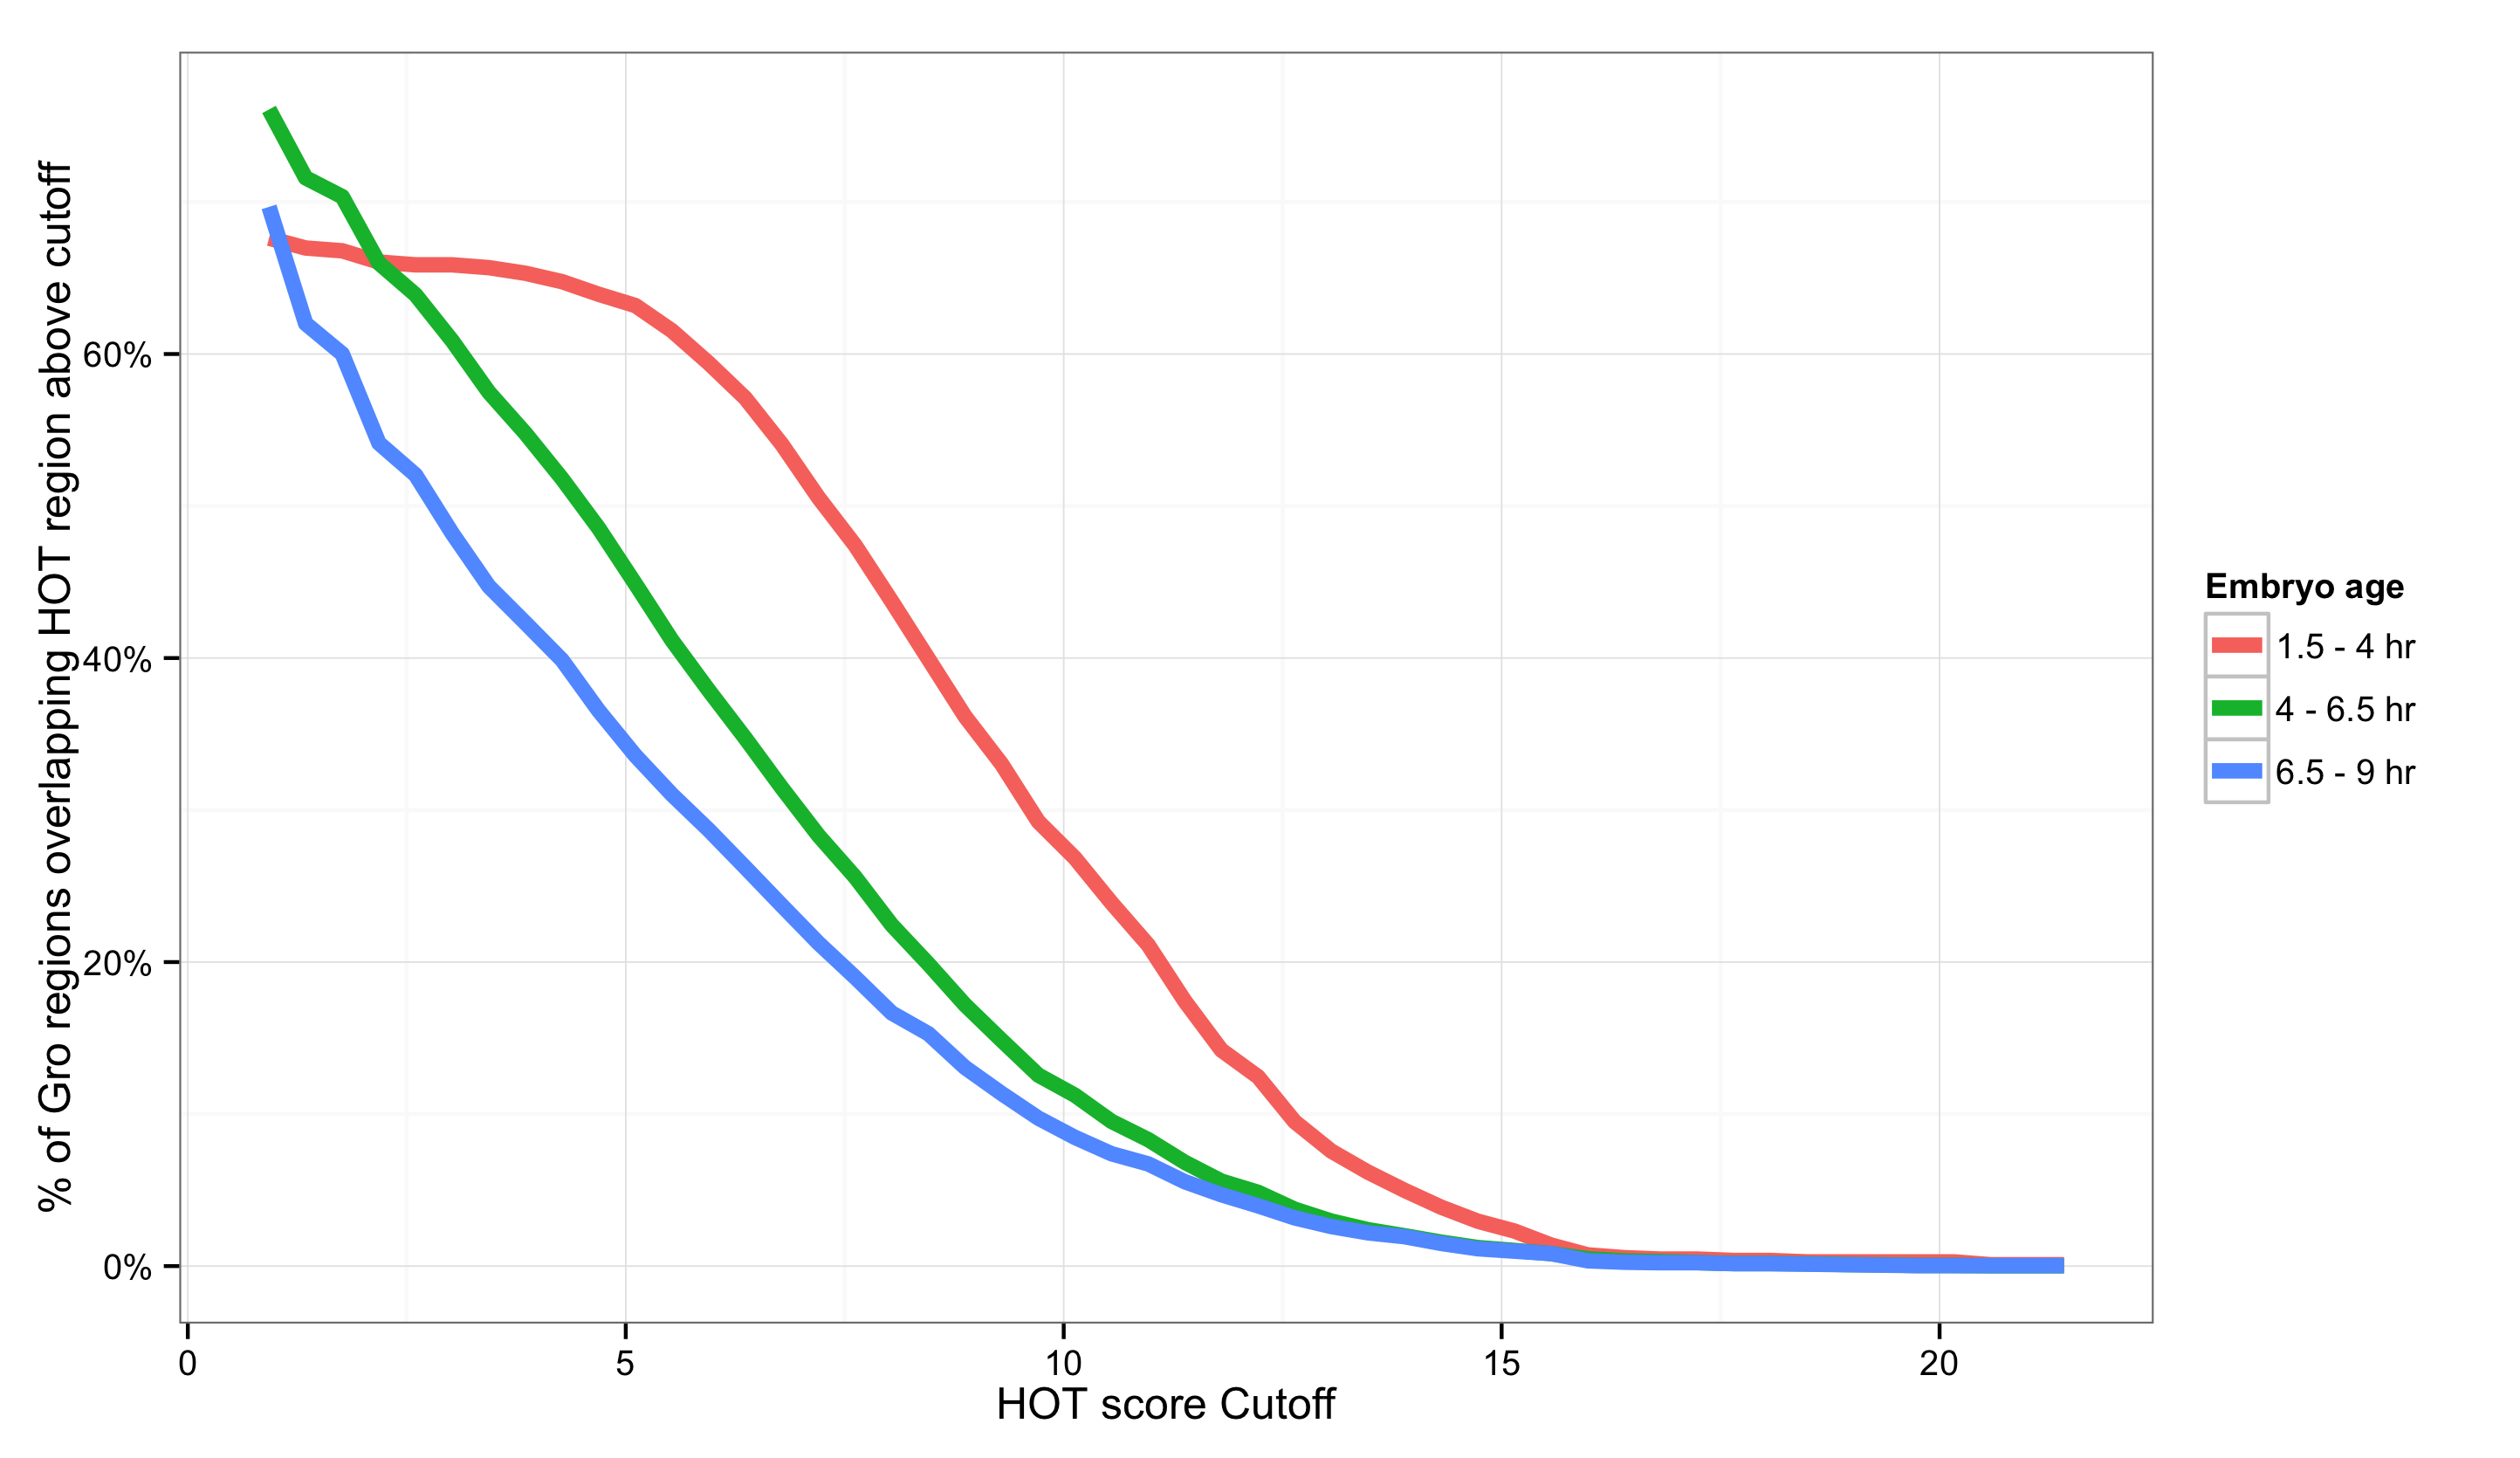 % of Gro regions overlapping HOT region above cutoff
60%
40%
20%
0%
0
5
10
15
20
HOT score Cutoff
Embryo age
1.5 - 4 hr
4 - 6.5 hr
6.5 - 9 hr